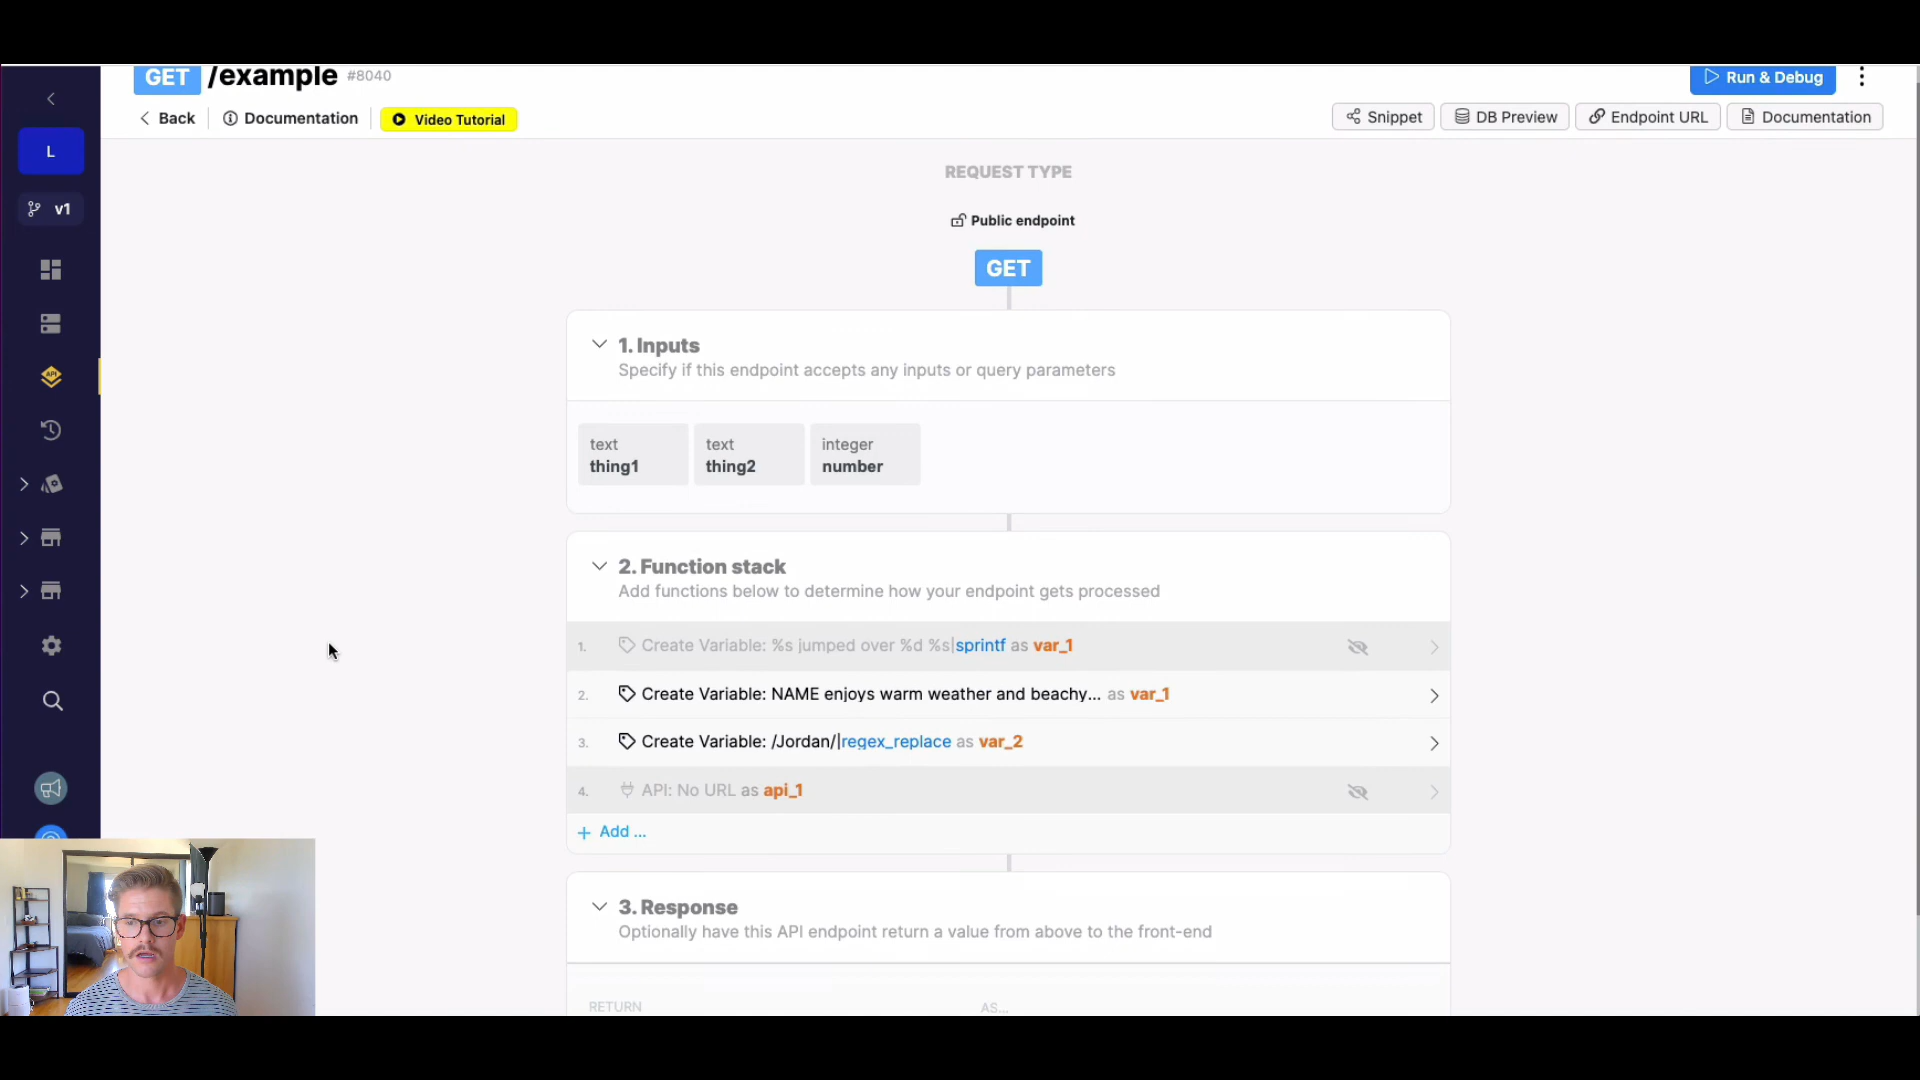 GET /example #8040
Run & Debug
Back
Documentation
Video Tutorial
Snippet
DB Preview
Endpoint URL
Documentation
L
v1
API
REQUEST TYPE
Public endpoint
GET
1. Inputs
Specify if this endpoint accepts any inputs or query parameters
text
thing1
text
thing2
integer
number
2. Function stack
Add functions below to determine how your endpoint gets processed
1. Create Variable: %s jumped over %d %s|sprintf as var_1
2. Create Variable: NAME enjoys warm weather and beachy... as var_1
3. Create Variable: /Jordan/|regex_replace as var_2
4. API: No URL as api_1
+ Add ...
3. Response
Optionally have this API endpoint return a value from above to the front-end
RETURN
AS...